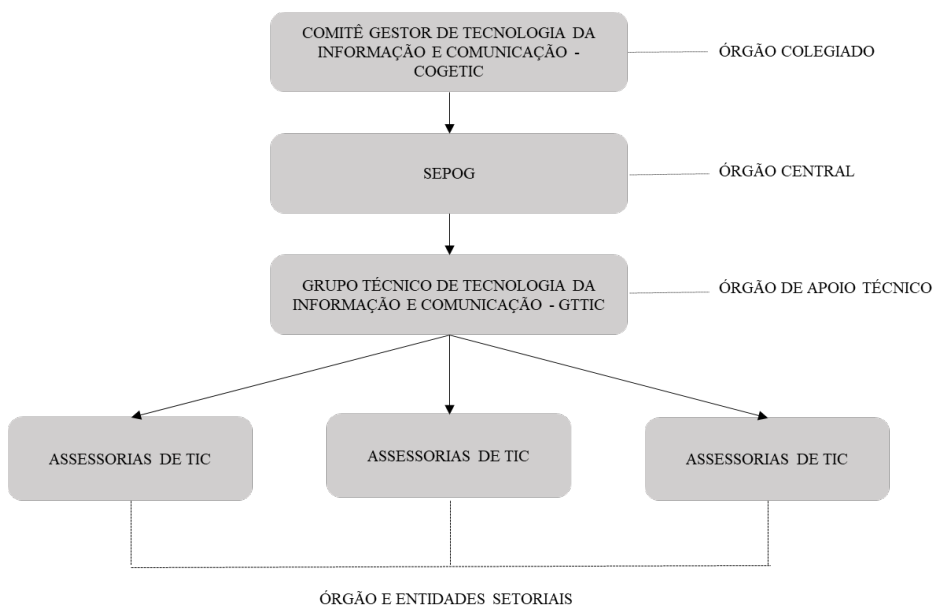 COMITÊ GESTOR DE TECNOLOGIA DA
INFORMAÇÃO E COMUNICAÇÃO -
COGETIC
ÓRGÃO COLEGIADO
SEPOG
ÓRGÃO CENTRAL
GRUPO TÉCNICO DE TECNOLOGIA DA
INFORMAÇÃO E COMUNICAÇÃO - GTTIC
ÓRGÃO DE APOIO TÉCNICO
ASSESSORIAS DE TIC
ASSESSORIAS DE TIC
ASSESSORIAS DE TIC
ÓRGÃO E ENTIDADES SETORIAIS